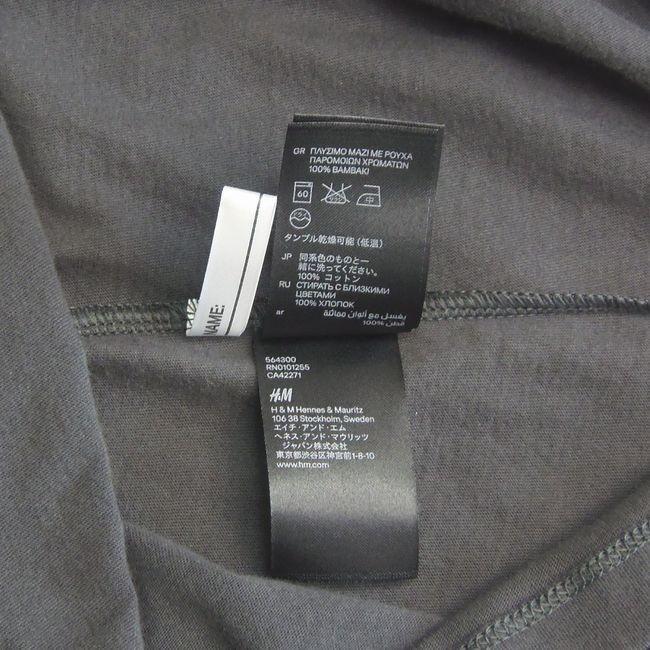 GR ΠΛΥΣΙΜΟ ΜΑΖΙ ΜΕ ΡΟΥΧΑ
ΠΑΡΟΜΟΙΩΝ ΧΡΩΜΑΤΩΝ
100% ΒΑΜΒΑΚΙ
60
タンブル乾燥可能(低温)
JP 同系色のものと一
緒に洗ってください。
100% コットン
RU СТИРАТЬ С БЛИЗКИМИ
ЦВЕТАМИ
100% ХЛОПОК
ar يغسل مع ألوان مماثلة
100% قطن
NAME:
564300
RN0101255
CA42271
H&M
H & M Hennes & Mauritz
106 38 Stockholm, Sweden
エイチ・アンド・エム
ヘネス・アンド・マウリッツ
ジャパン株式会社
東京都渋谷区神宮前1-8-10
www.hm.com